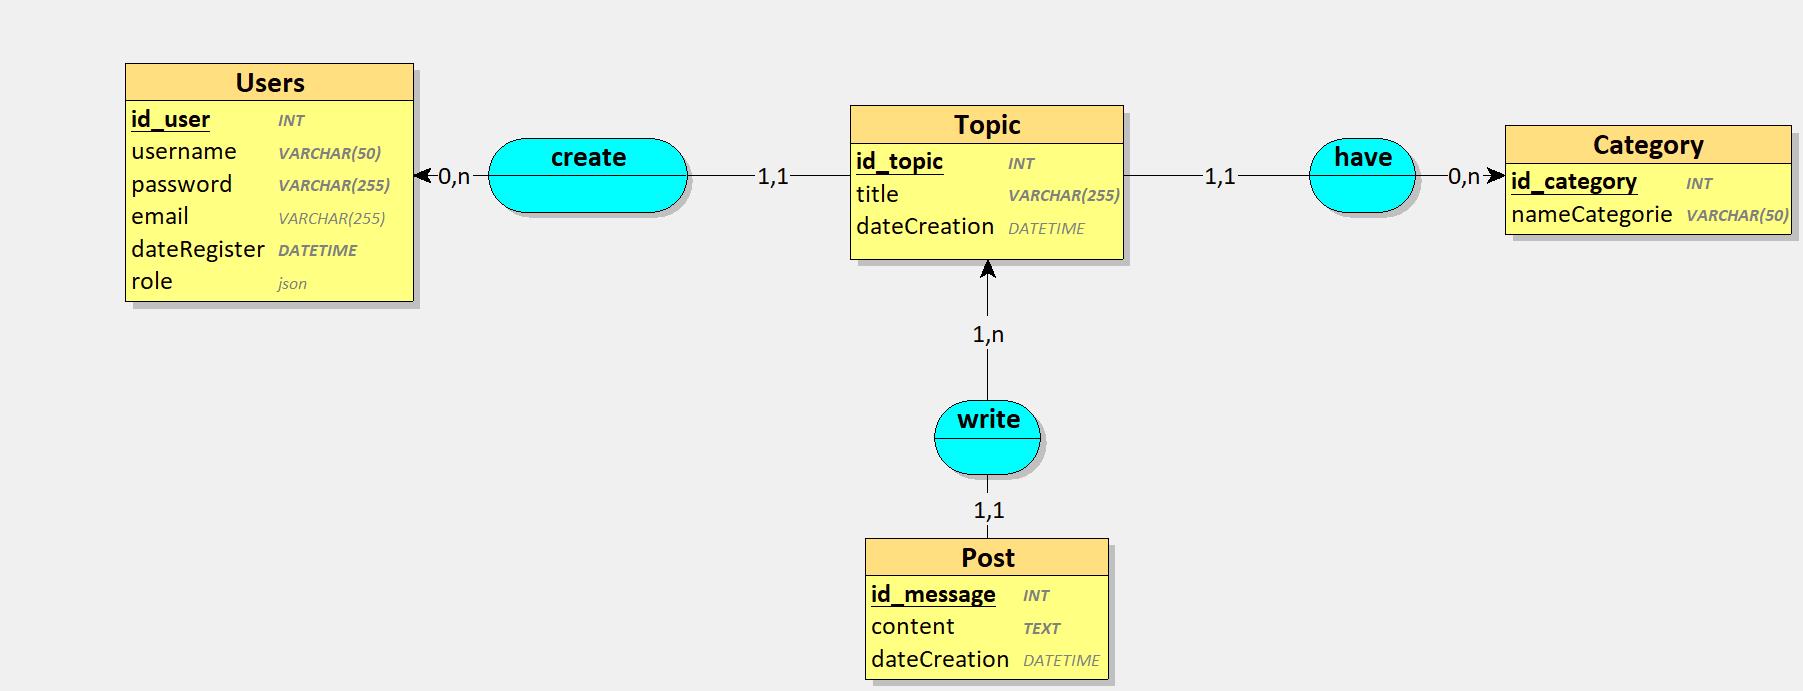 Users
id_user INT
username VARCHAR(50)
password VARCHAR(255)
email VARCHAR(255)
dateRegister DATETIME
role json
0,n
create
1,1
Topic
id_topic INT
title VARCHAR(255)
dateCreation DATETIME
1,1
have
0,n
Category
id_category INT
nameCategorie VARCHAR(50)
1,n
write
1,1
Post
id_message INT
content TEXT
dateCreation DATETIME